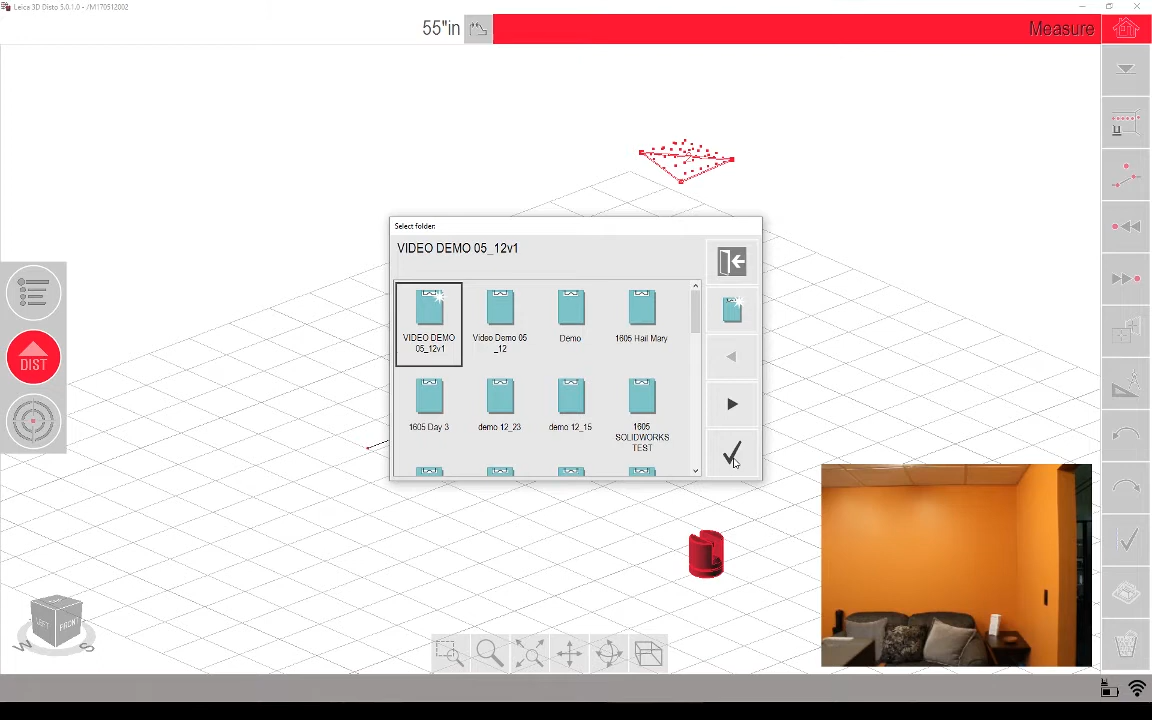 Leica 3D Disto 5.0.1.0 - /M170512002
55"in
Measure
DIST
Select folder:
VIDEO DEMO 05_12v1
VIDEO DEMO
05_12v1
Video Demo 05
_12
Demo
1605 Hail Mary
1605 Day 3
demo 12_23
demo 12_15
1605
SOLIDWORKS
TEST
LEFT
FRONT
W
S